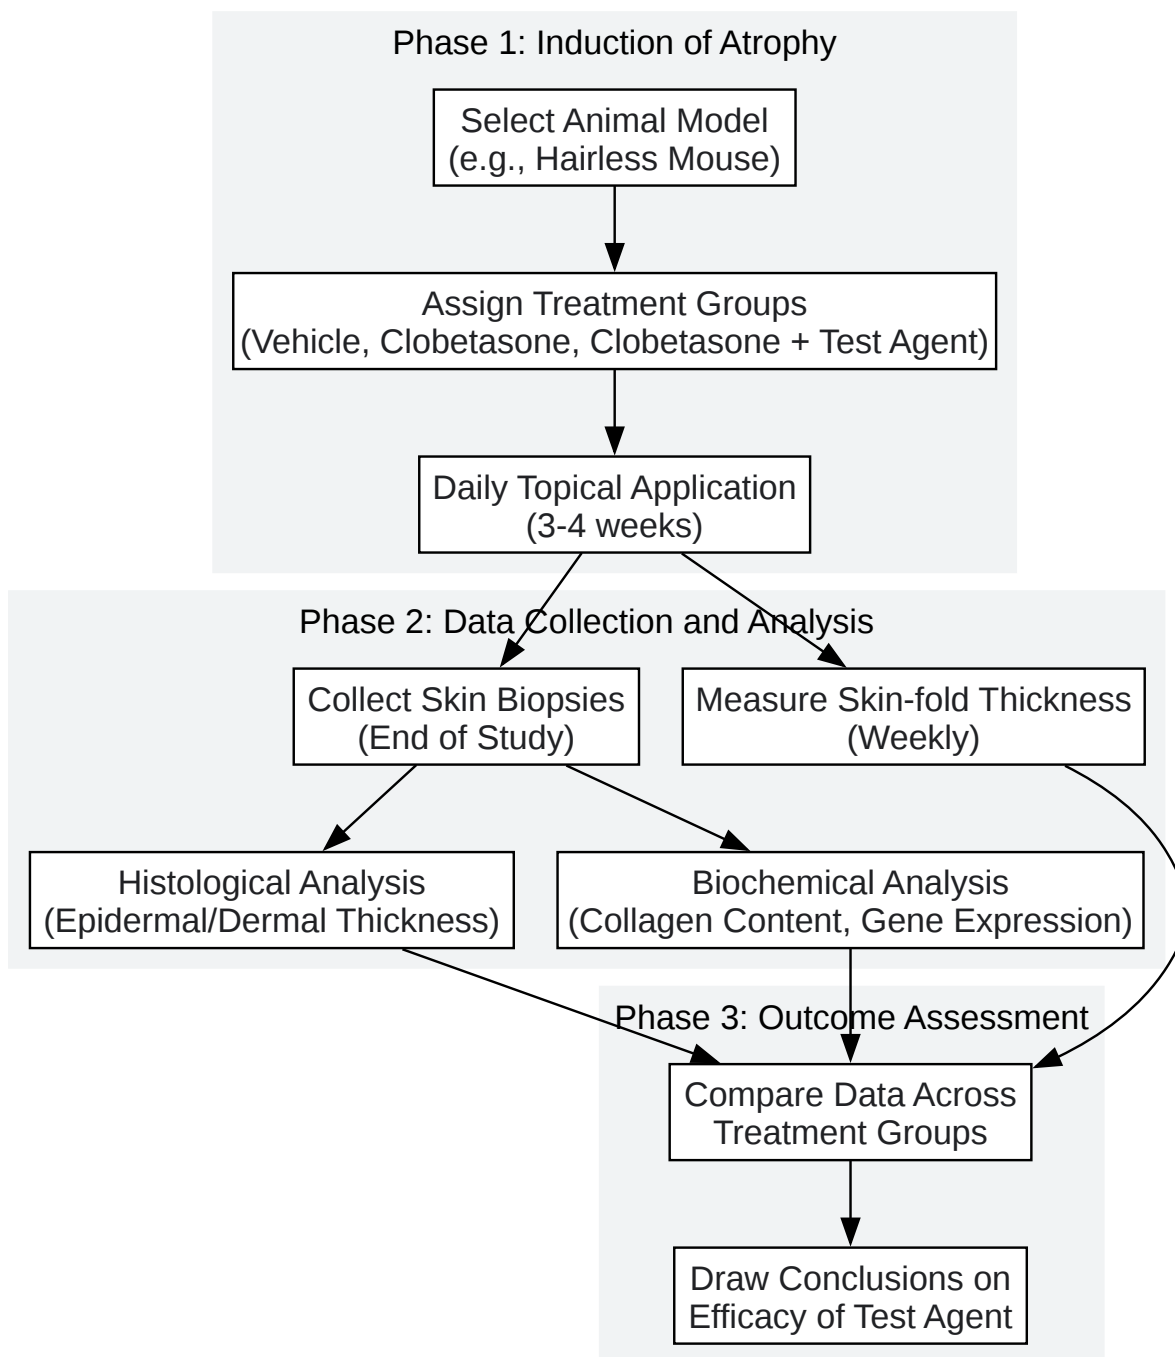 Phase 1: Induction of Atrophy
Select Animal Model
(e.g., Hairless Mouse)
Assign Treatment Groups
(Vehicle, Clobetasone, Clobetasone + Test Agent)
Daily Topical Application
(3-4 weeks)
Phase 2: Data Collection and Analysis
Collect Skin Biopsies
(End of Study)
Measure Skin-fold Thickness
(Weekly)
Histological Analysis
(Epidermal/Dermal Thickness)
Biochemical Analysis
(Collagen Content, Gene Expression)
Phase 3: Outcome Assessment
Compare Data Across
Treatment Groups
Draw Conclusions on
Efficacy of Test Agent